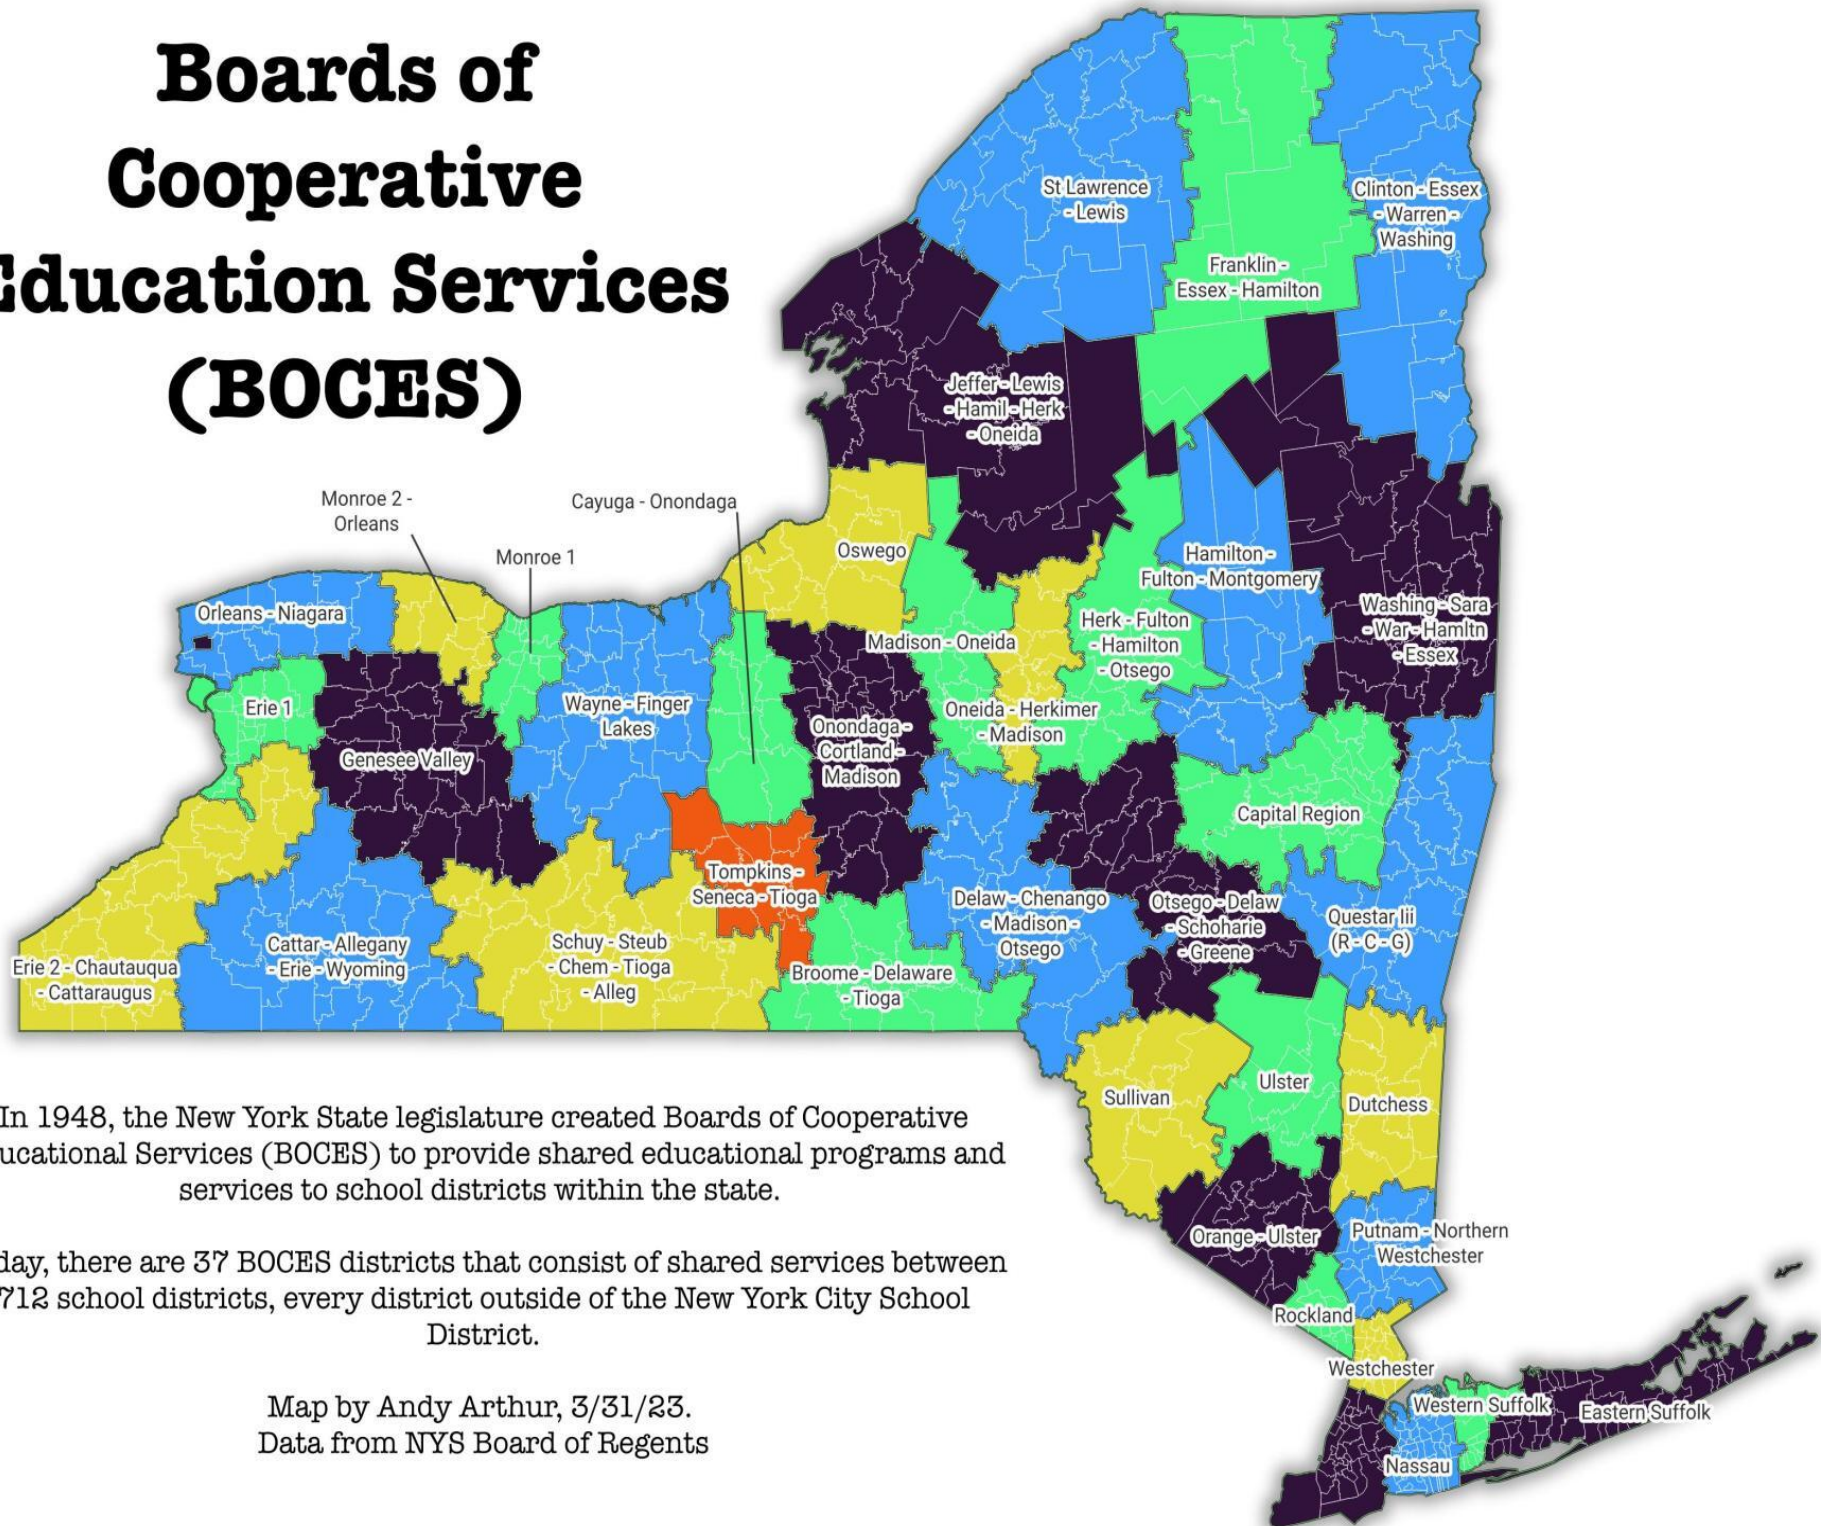 Boards of
Cooperative
Education Services
(BOCES)
St Lawrence
- Lewis
Clinton - Essex
- Warren -
Washing
Franklin -
Essex - Hamilton
Jeffer - Lewis
- Hamil - Herk
- Oneida
Monroe 2 -
Orleans
Cayuga - Onondaga
Monroe 1
Oswego
Hamilton -
Fulton - Montgomery
Orleans - Niagara
Washing - Sara
- War - Hamltn
- Essex
Herk - Fulton
- Hamilton
- Otsego
Madison - Oneida
Erie 1
Wayne - Finger
Lakes
Oneida - Herkimer
- Madison
Onondaga -
Cortland -
Madison
Genesee Valley
Capital Region
Tompkins -
Seneca - Tioga
Delaw - Chenango
- Madison -
Otsego
Otsego - Delaw
- Schoharie
- Greene
Questar Iii
(R - C - G)
Cattar - Allegany
- Erie - Wyoming
Schuy - Steub
- Chem - Tioga
- Alleg
Erie 2 - Chautauqua
- Cattaraugus
Broome - Delaware
- Tioga
Ulster
Sullivan
Dutchess
In 1948, the New York State legislature created Boards of Cooperative
ucational Services (BOCES) to provide shared educational programs and
services to school districts within the state.
Orange - Ulster
Putnam - Northern
Westchester
day, there are 37 BOCES districts that consist of shared services between
712 school districts, every district outside of the New York City School
District.
Rockland
Westchester
Western Suffolk
Eastern Suffolk
Nassau
Map by Andy Arthur, 3/31/23.
Data from NYS Board of Regents